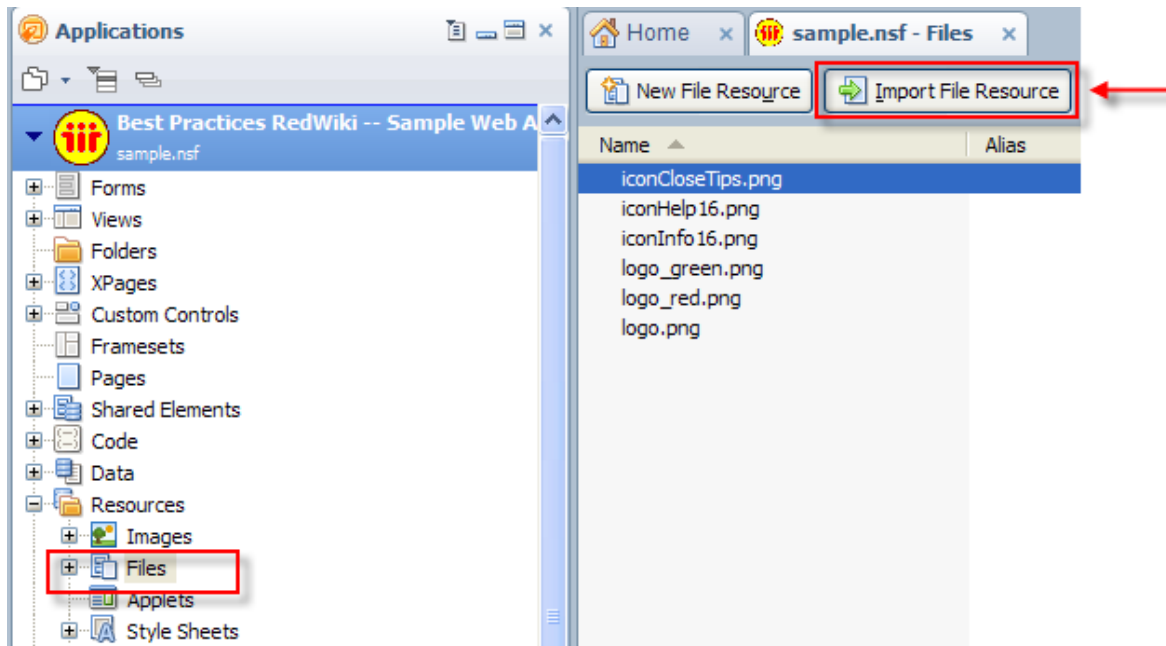 Applications
Best Practices RedWiki -- Sample Web A
sample.nsf
Forms
Views
Folders
XPages
Custom Controls
Framesets
Pages
Shared Elements
Code
Data
Resources
Images
Files
Applets
Style Sheets
Home
sample.nsf - Files
New File Resource
Import File Resource
Name
Alias
iconCloseTips.png
iconHelp16.png
iconInfo16.png
logo_green.png
logo_red.png
logo.png